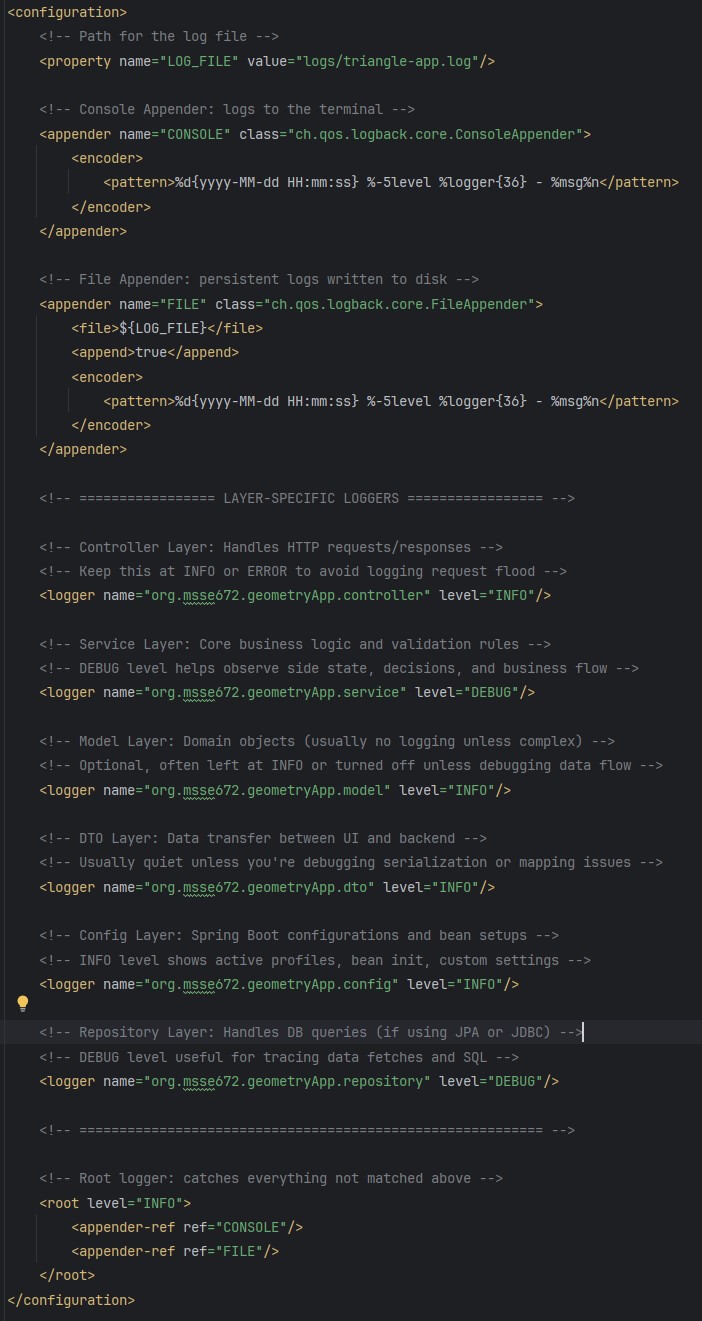 <configuration>
<!-- Path for the log file -->
<property name="LOG_FILE" value="logs/triangle-app.log"/>
<!-- Console Appender: logs to the terminal -->
<appender name="CONSOLE" class="ch.qos.logback.core.ConsoleAppender">
<encoder>
<pattern>%d{yyyy-MM-dd HH:mm:ss} %-5level %logger{36} - %msg%n</pattern>
</encoder>
</appender>
<!-- File Appender: persistent logs written to disk -->
<appender name="FILE" class="ch.qos.logback.core.FileAppender">
<file>${LOG_FILE}</file>
<append>true</append>
<encoder>
<pattern>%d{yyyy-MM-dd HH:mm:ss} %-5level %logger{36} - %msg%n</pattern>
</encoder>
</appender>
<!-- ================= LAYER-SPECIFIC LOGGERS ================= -->
<!-- Controller Layer: Handles HTTP requests/responses -->
<!-- Keep this at INFO or ERROR to avoid logging request flood -->
<logger name="org.msse672.geometryApp.controller" level="INFO"/>
<!-- Service Layer: Core business logic and validation rules -->
<!-- DEBUG level helps observe side state, decisions, and business flow -->
<logger name="org.msse672.geometryApp.service" level="DEBUG"/>
<!-- Model Layer: Domain objects (usually no logging unless complex) -->
<!-- Optional, often left at INFO or turned off unless debugging data flow -->
<logger name="org.msse672.geometryApp.model" level="INFO"/>
<!-- DTO Layer: Data transfer between UI and backend -->
<!-- Usually quiet unless you're debugging serialization or mapping issues -->
<logger name="org.msse672.geometryApp.dto" level="INFO"/>
<!-- Config Layer: Spring Boot configurations and bean setups -->
<!-- INFO level shows active profiles, bean init, custom settings -->
<logger name="org.msse672.geometryApp.config" level="INFO"/>
<!-- Repository Layer: Handles DB queries (if using JPA or JDBC) -->
<!-- DEBUG level useful for tracing data fetches and SQL -->
<logger name="org.msse672.geometryApp.repository" level="DEBUG"/>
<!-- ========================================================== -->
<!-- Root logger: catches everything not matched above -->
<root level="INFO">
<appender-ref ref="CONSOLE"/>
<appender-ref ref="FILE"/>
</root>
</configuration>